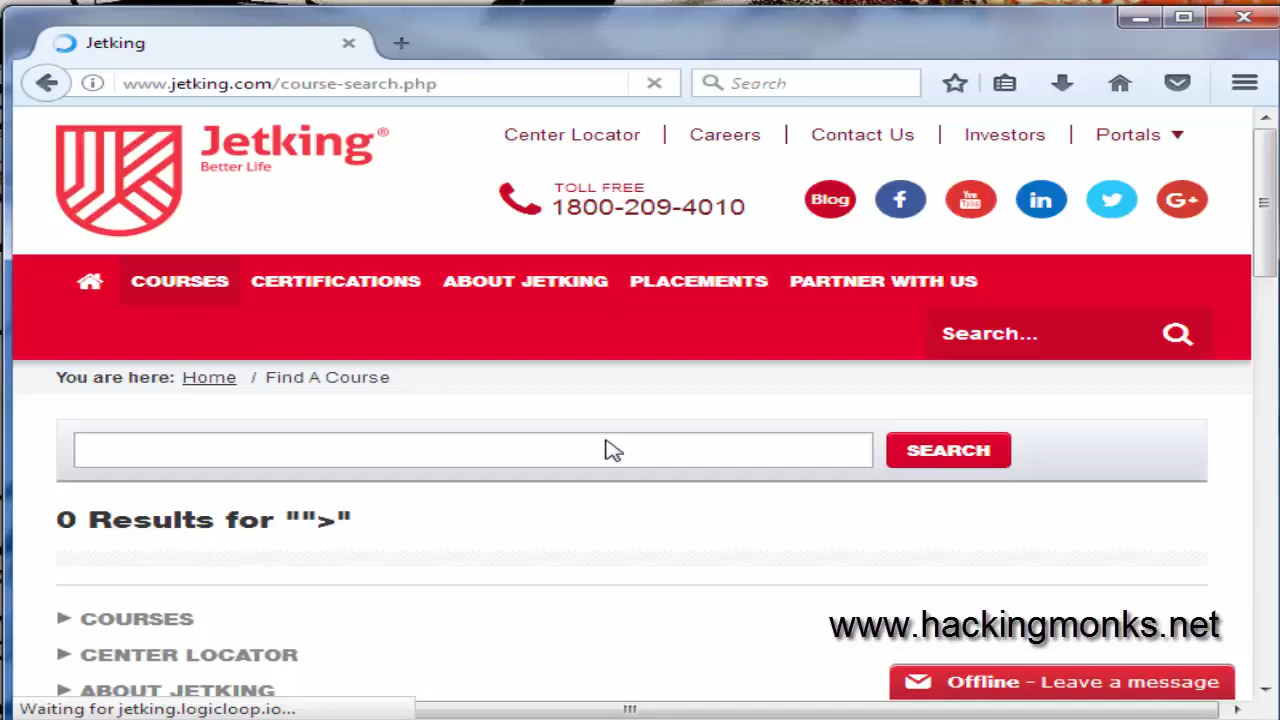 Jetking
www.jetking.com/course-search.php
Search
Jetking®
Better Life
Center Locator | Careers | Contact Us | Investors | Portals
TOLL FREE
1800-209-4010
Blog
You Tube
in
G+
COURSES CERTIFICATIONS ABOUT JETKING PLACEMENTS PARTNER WITH US
Search...
You are here: Home / Find A Course
SEARCH
0 Results for "">"
COURSES
CENTER LOCATOR
ABOUT JETKING
www.hackingmonks.net
Offline - Leave a message
Waiting for jetking.logicloop.io...